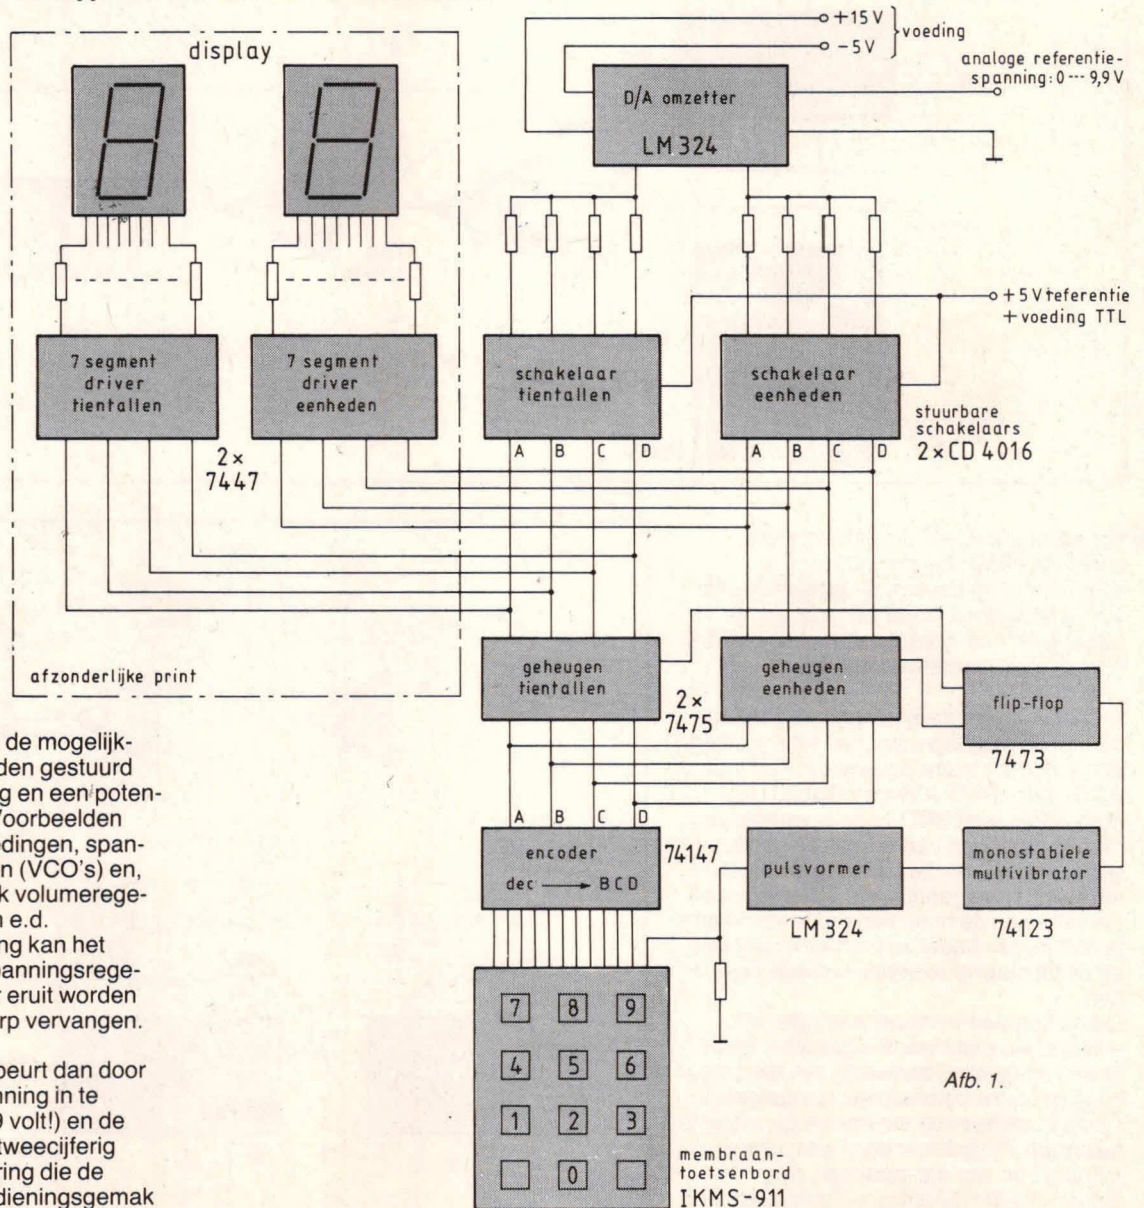 display
+15 V
−5V
voeding
analoge referentie-
spanning: 0 --- 9,9 V
D/A omzetter
LM 324
+5 V teferentie
+ voeding TTL
7 segment
driver
tientallen
7 segment
driver
eenheden
2×
7447
schakelaar
tientallen
schakelaar
eenheden
stuurbare
schakelaars
2×CD 4016
A B C D
A B C D
afzonderlijke print
geheugen
tientallen
2×
7475
geheugen
eenheden
flip-flop
7473
A B C D
encoder
dec → BCD
74147
pulsvormer
LM 324
monostabiele
multivibrator
74123
7 8 9
4 5 6
1 2 3
0
membraan-
toetsenbord
IKMS-911
Afb. 1.
de mogelijk-
den gestuurd
g en een poten-
Voorbeelden
edingen, span-
n (VCO's) en,
k volumerege-
n e.d.
ng kan het
panningsrege-
r eruit worden
rp vervangen.
beurt dan door
nning in te
9 volt!) en de
tweecijferig
ring die de
dieningsgemak